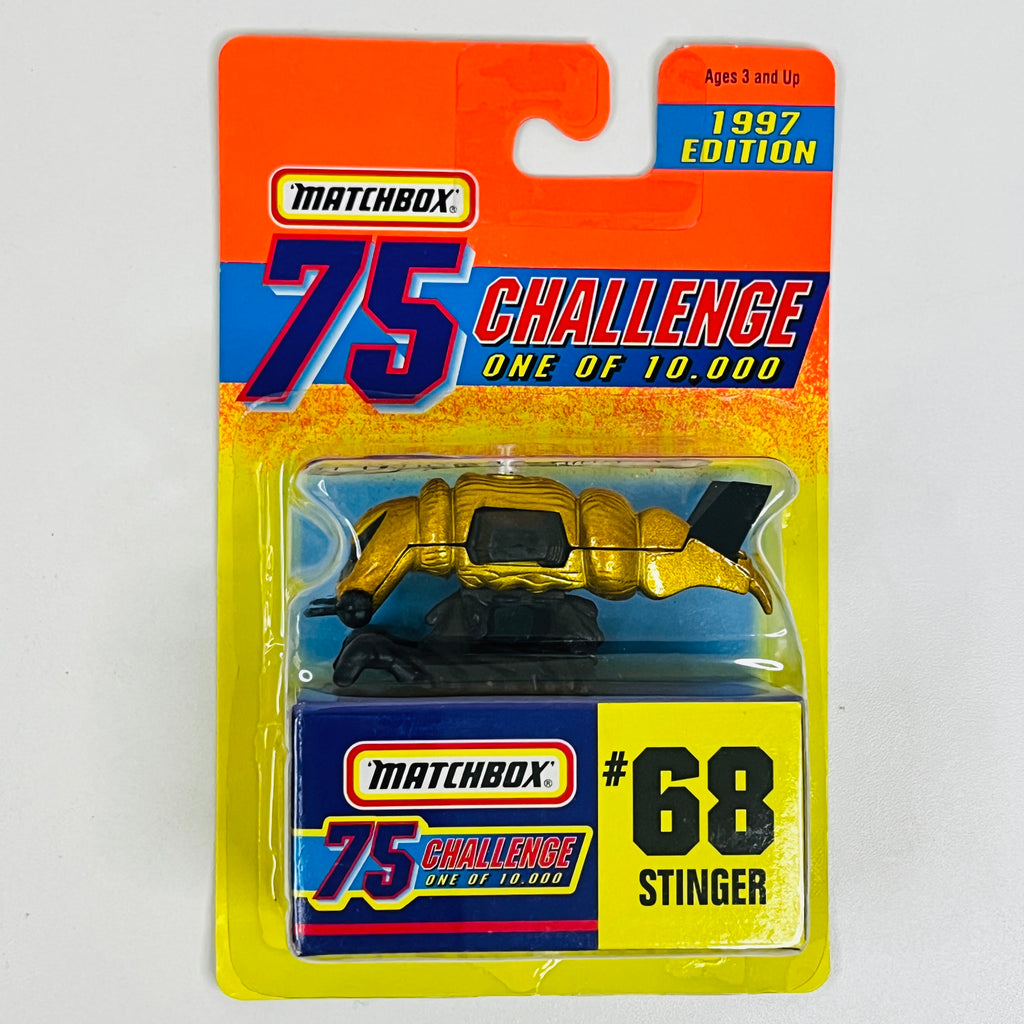 Ages 3 and Up
1997
EDITION
'MATCHBOX'®
75 CHALLENGE
ONE OF 10.000
'MATCHBOX'®
75 CHALLENGE
ONE OF 10.000
#68
STINGER